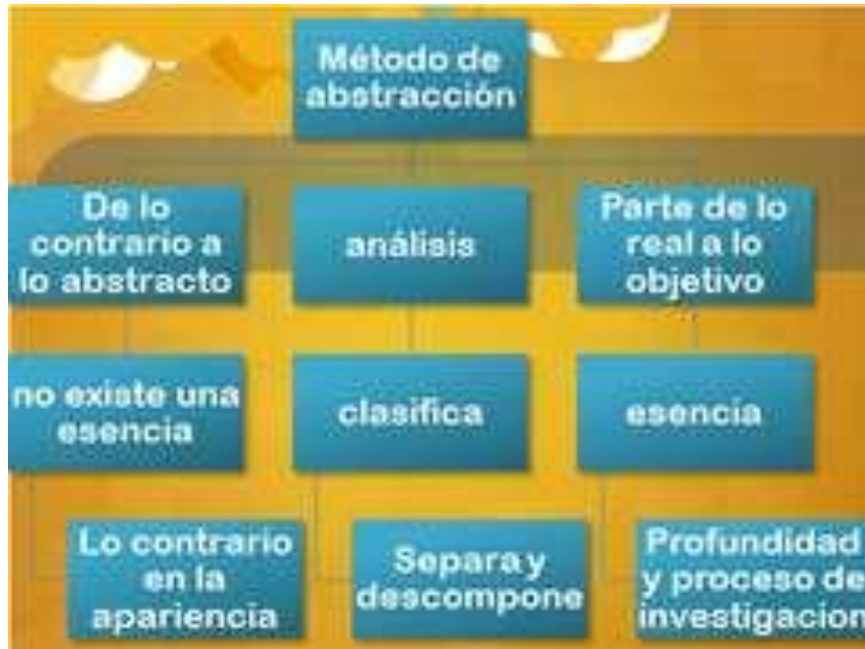 Método de
abstracción
De lo
contrario a
lo abstracto
análisis
Parte de lo
real a lo
objetivo
no existe una
esencia
clasifica
esencia
Lo contrario
en la
apariencia
Separa y
descompone
Profundidad
y proceso de
investigacion